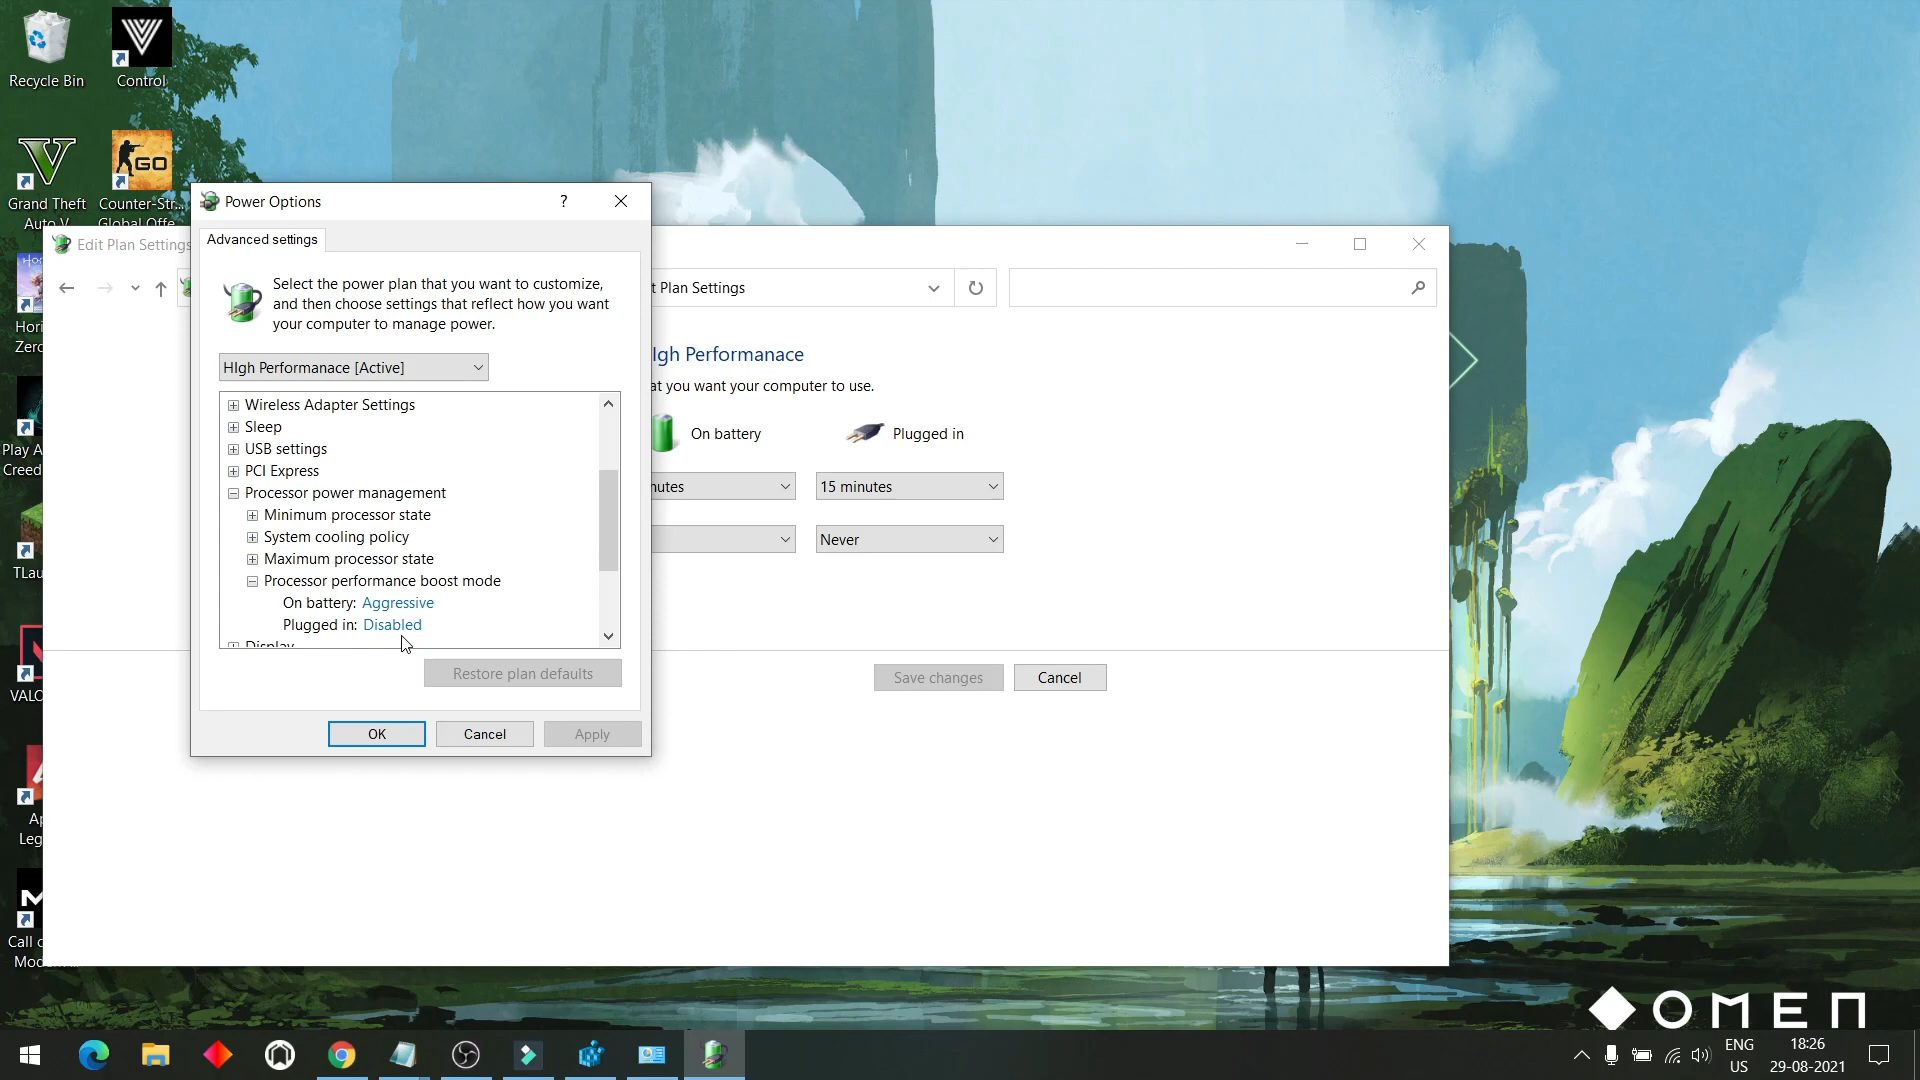 Recycle Bin
Control
GO
Grand Theft
Auto V
Counter-Str...
Global Offe...
Hori
Zero
Play A
Creed
TLau
VALO
Ap
Leg
Call o
Mod
Power Options
?
Advanced settings
Select the power plan that you want to customize,
and then choose settings that reflect how you want
your computer to manage power.
HIgh Performanace [Active]
Wireless Adapter Settings
Sleep
USB settings
PCI Express
Processor power management
Minimum processor state
System cooling policy
Maximum processor state
Processor performance boost mode
On battery: Aggressive
Plugged in: Disabled
Display
Restore plan defaults
OK
Cancel
Apply
Edit Plan Settings
t Plan Settings
Igh Performanace
at you want your computer to use.
On battery
Plugged in
nutes
15 minutes
Never
Save changes
Cancel
OMEN
ENG
US
18:26
29-08-2021